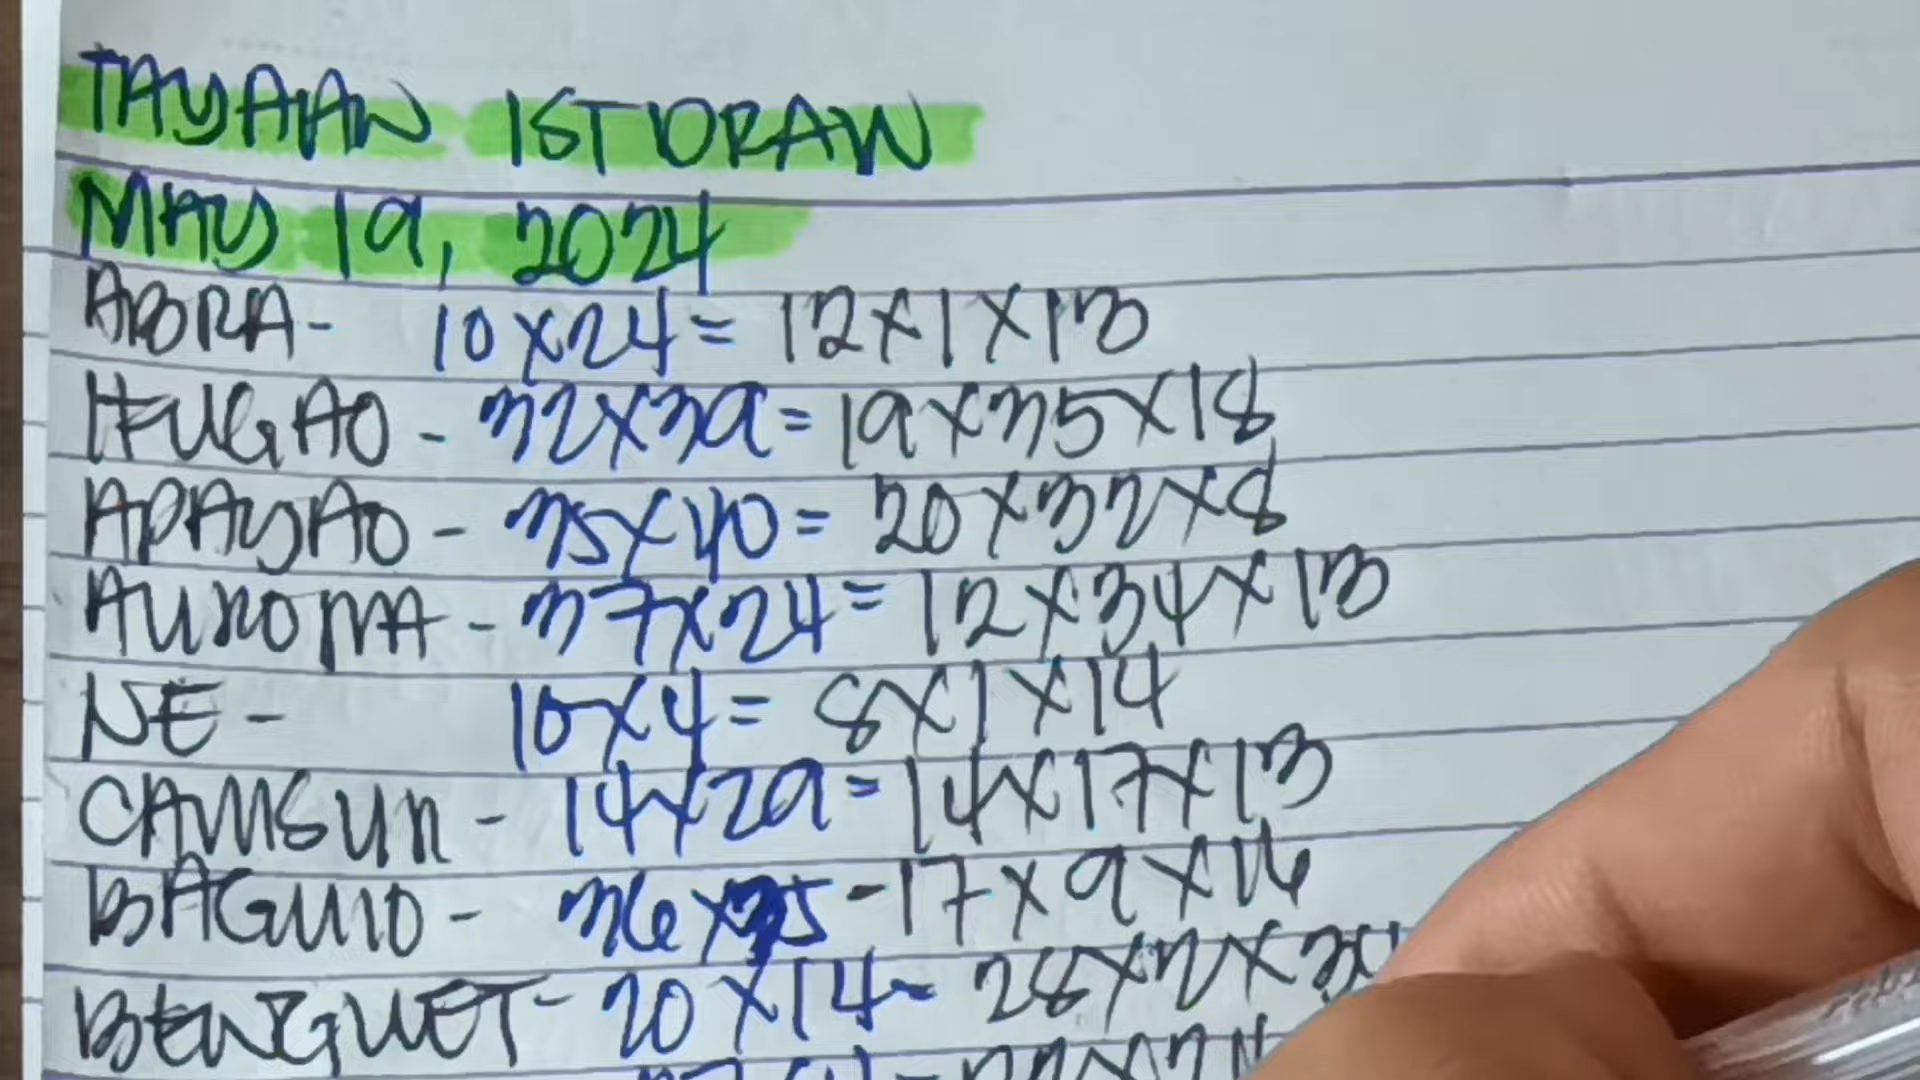 TAYAAN 1ST DRAW
MAY 19, 2024
ABRA- 10x24= 12x1x13
IFUGAO - 32x39= 19x35x18
APAYAO - 35x40= 20x32x8
AURORA - 37x24= 12x34x13
NE - 10x4= 8x1x14
CAMSUR - 14x29= 14x17x13
BAGUIO - 36x35 -17x9x16
BENGUET- 20x14- 28x2x